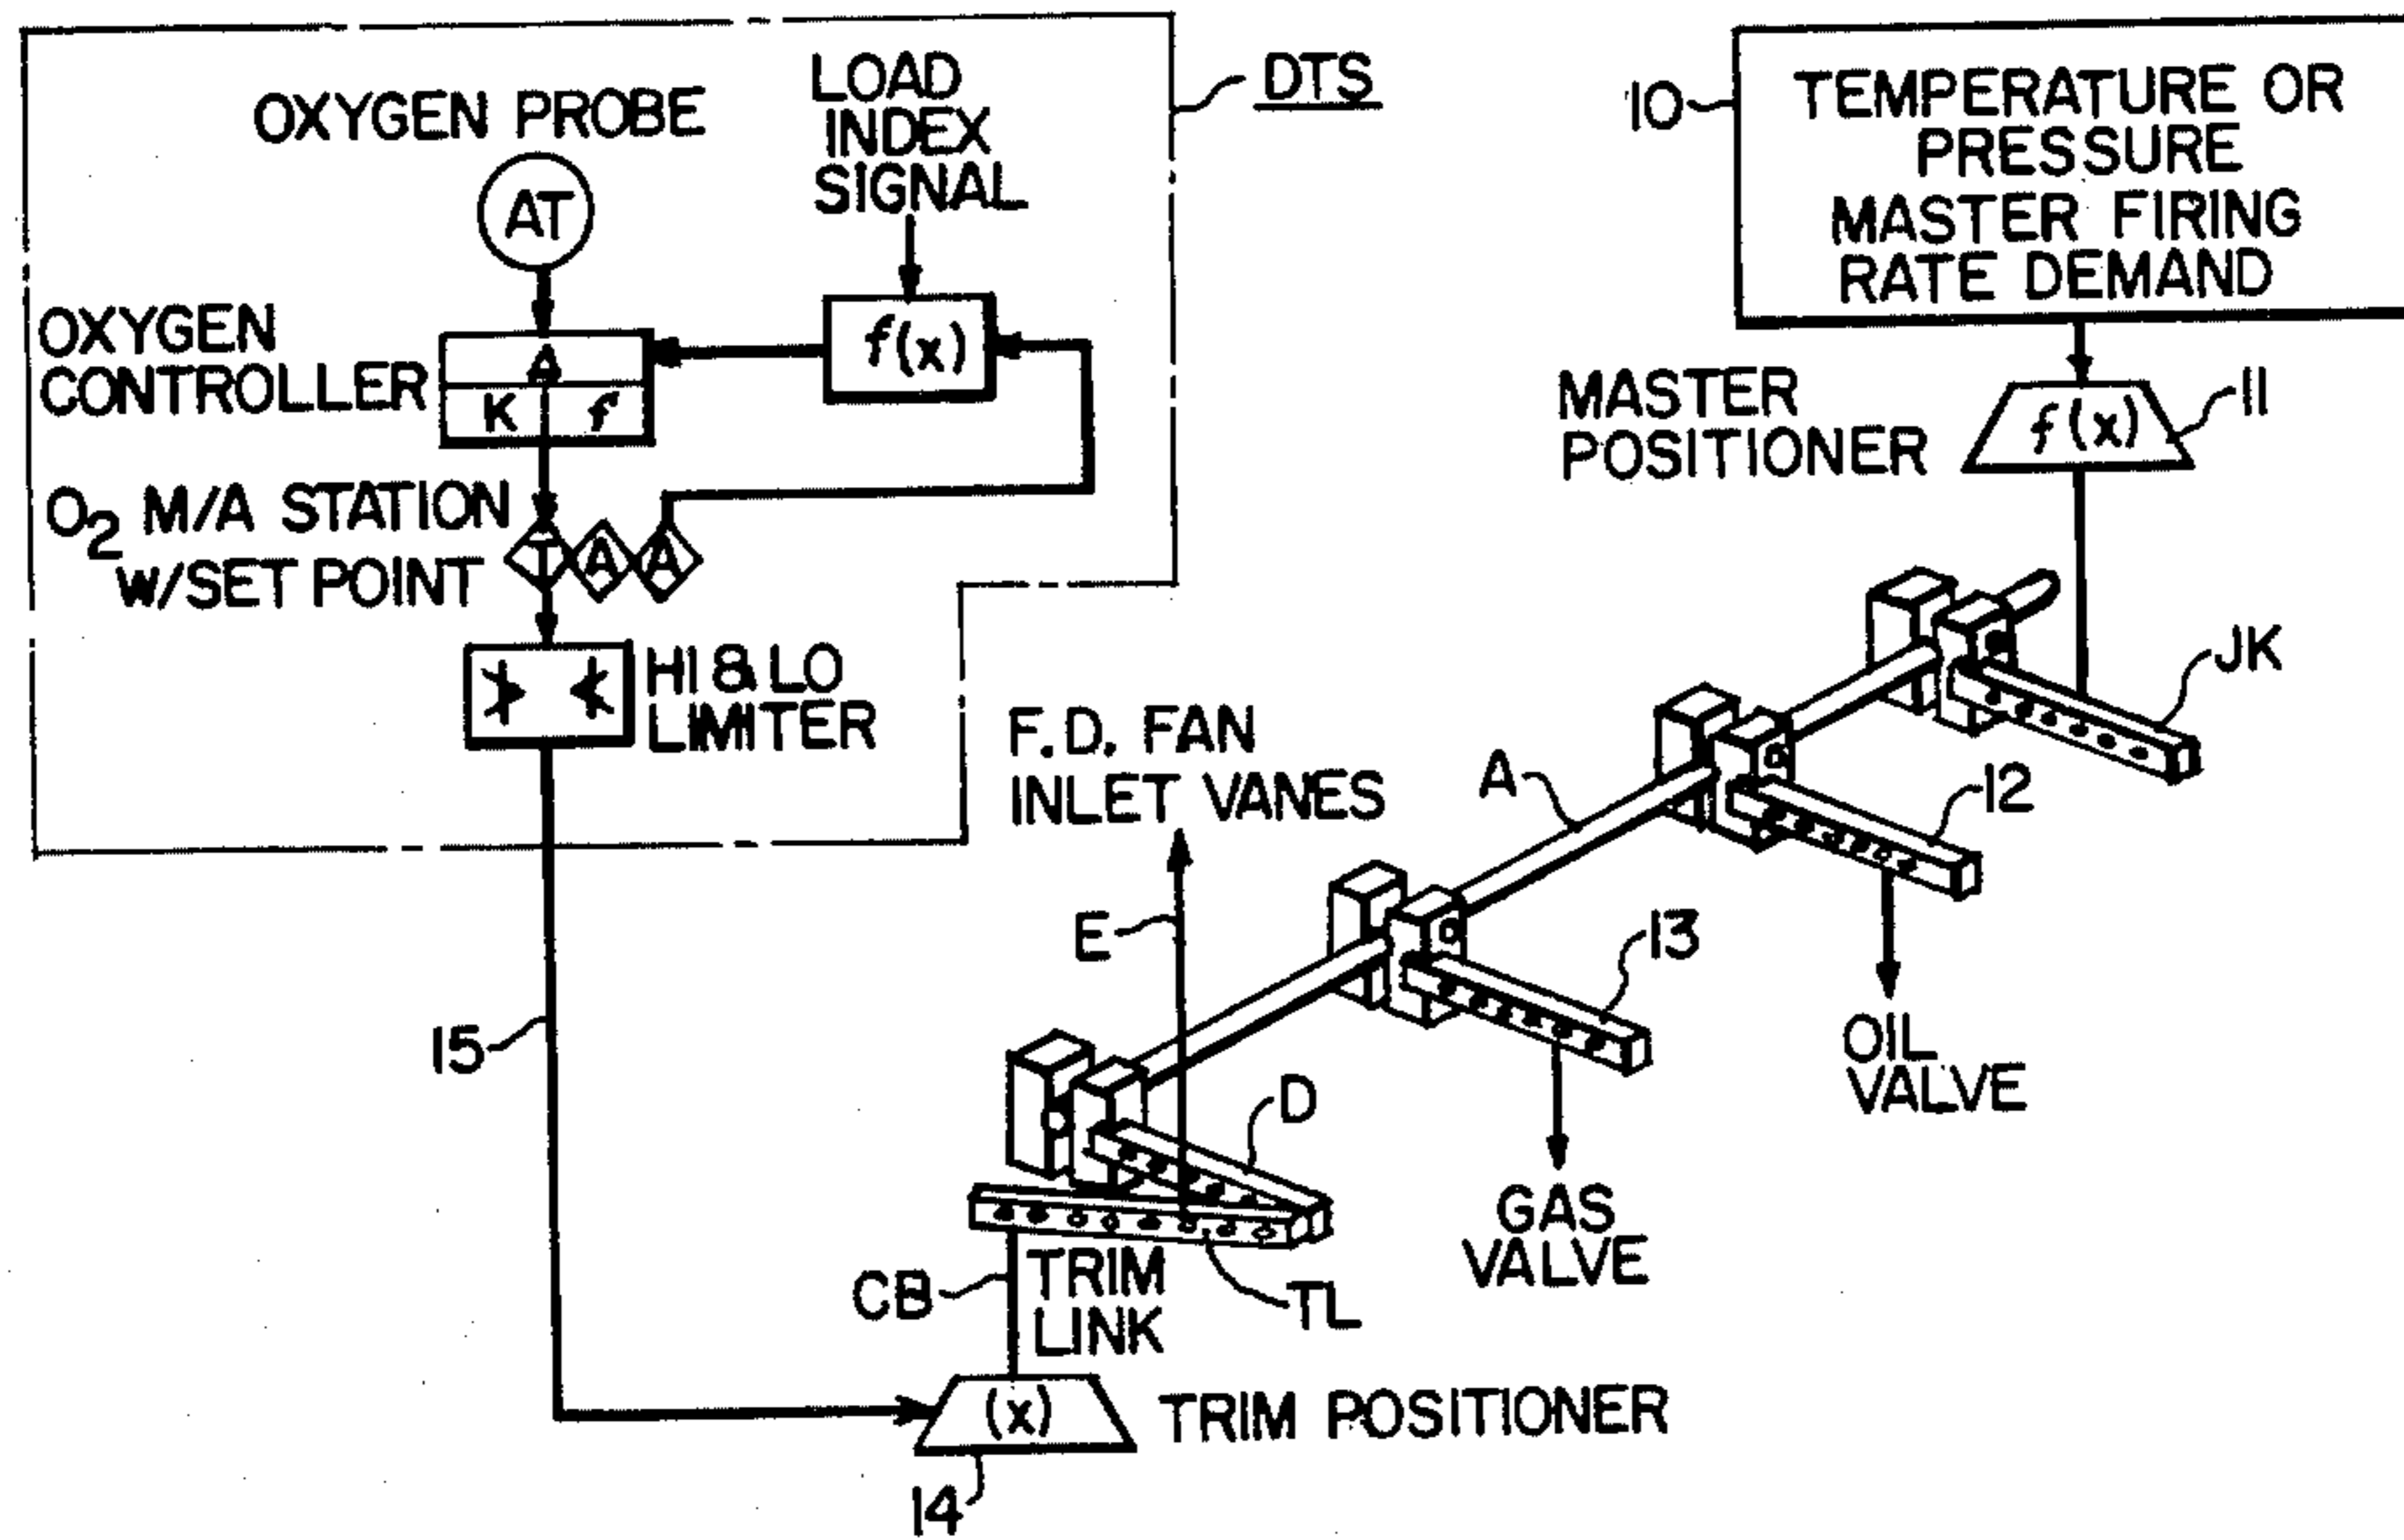 OXYGEN PROBE
AT
LOAD
INDEX
SIGNAL
DTS
10
TEMPERATURE OR
PRESSURE
MASTER FIRING
RATE DEMAND
OXYGEN
CONTROLLER
Δ
K ƒ
f(x)
MASTER
POSITIONER
f(x)
11
O2 M/A STATION
W/SET POINT
T A A
HI & LO
LIMITER
JK
F.D. FAN
INLET VANES
A
12
E
13
15
OIL
VALVE
D
GAS
VALVE
CB
TRIM
LINK
TL
(x)
TRIM POSITIONER
14